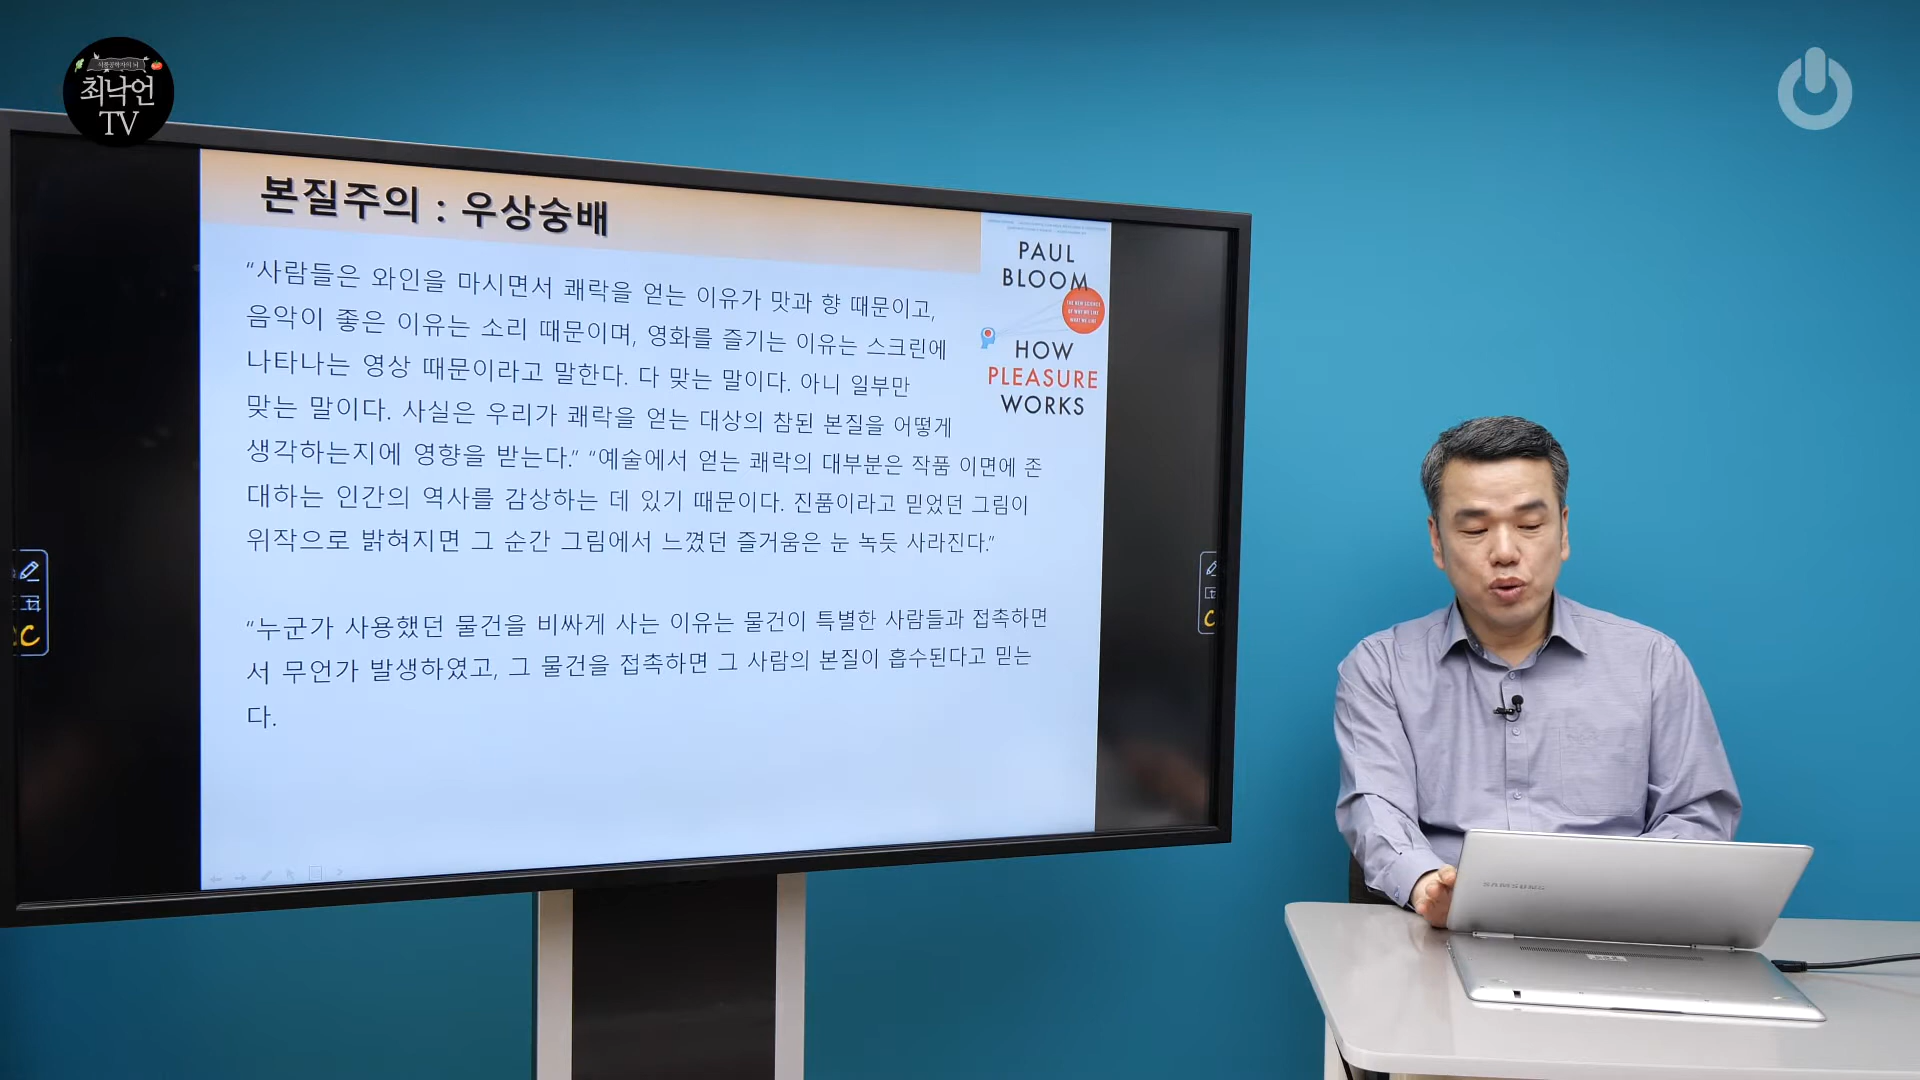 최낙언
TV
본질주의 : 우상숭배
“사람들은 와인을 마시면서 쾌락을 얻는 이유가 맛과 향 때문이고,
음악이 좋은 이유는 소리 때문이며, 영화를 즐기는 이유는 스크린에
나타나는 영상 때문이라고 말한다. 다 맞는 말이다. 아니 일부만
맞는 말이다. 사실은 우리가 쾌락을 얻는 대상의 참된 본질을 어떻게
생각하는지에 영향을 받는다.” “예술에서 얻는 쾌락의 대부분은 작품 이면에 존
대하는 인간의 역사를 감상하는 데 있기 때문이다. 진품이라고 믿었던 그림이
위작으로 밝혀지면 그 순간 그림에서 느꼈던 즐거움은 눈 녹듯 사라진다.”
“누군가 사용했던 물건을 비싸게 사는 이유는 물건이 특별한 사람들과 접촉하면
서 무언가 발생하였고, 그 물건을 접촉하면 그 사람의 본질이 흡수된다고 믿는
다.
PAUL
BLOOM
THE NEW SCIENCE
OF WHY WE LIKE
WHAT WE LIKE
HOW
PLEASURE
WORKS
SAMSUNG